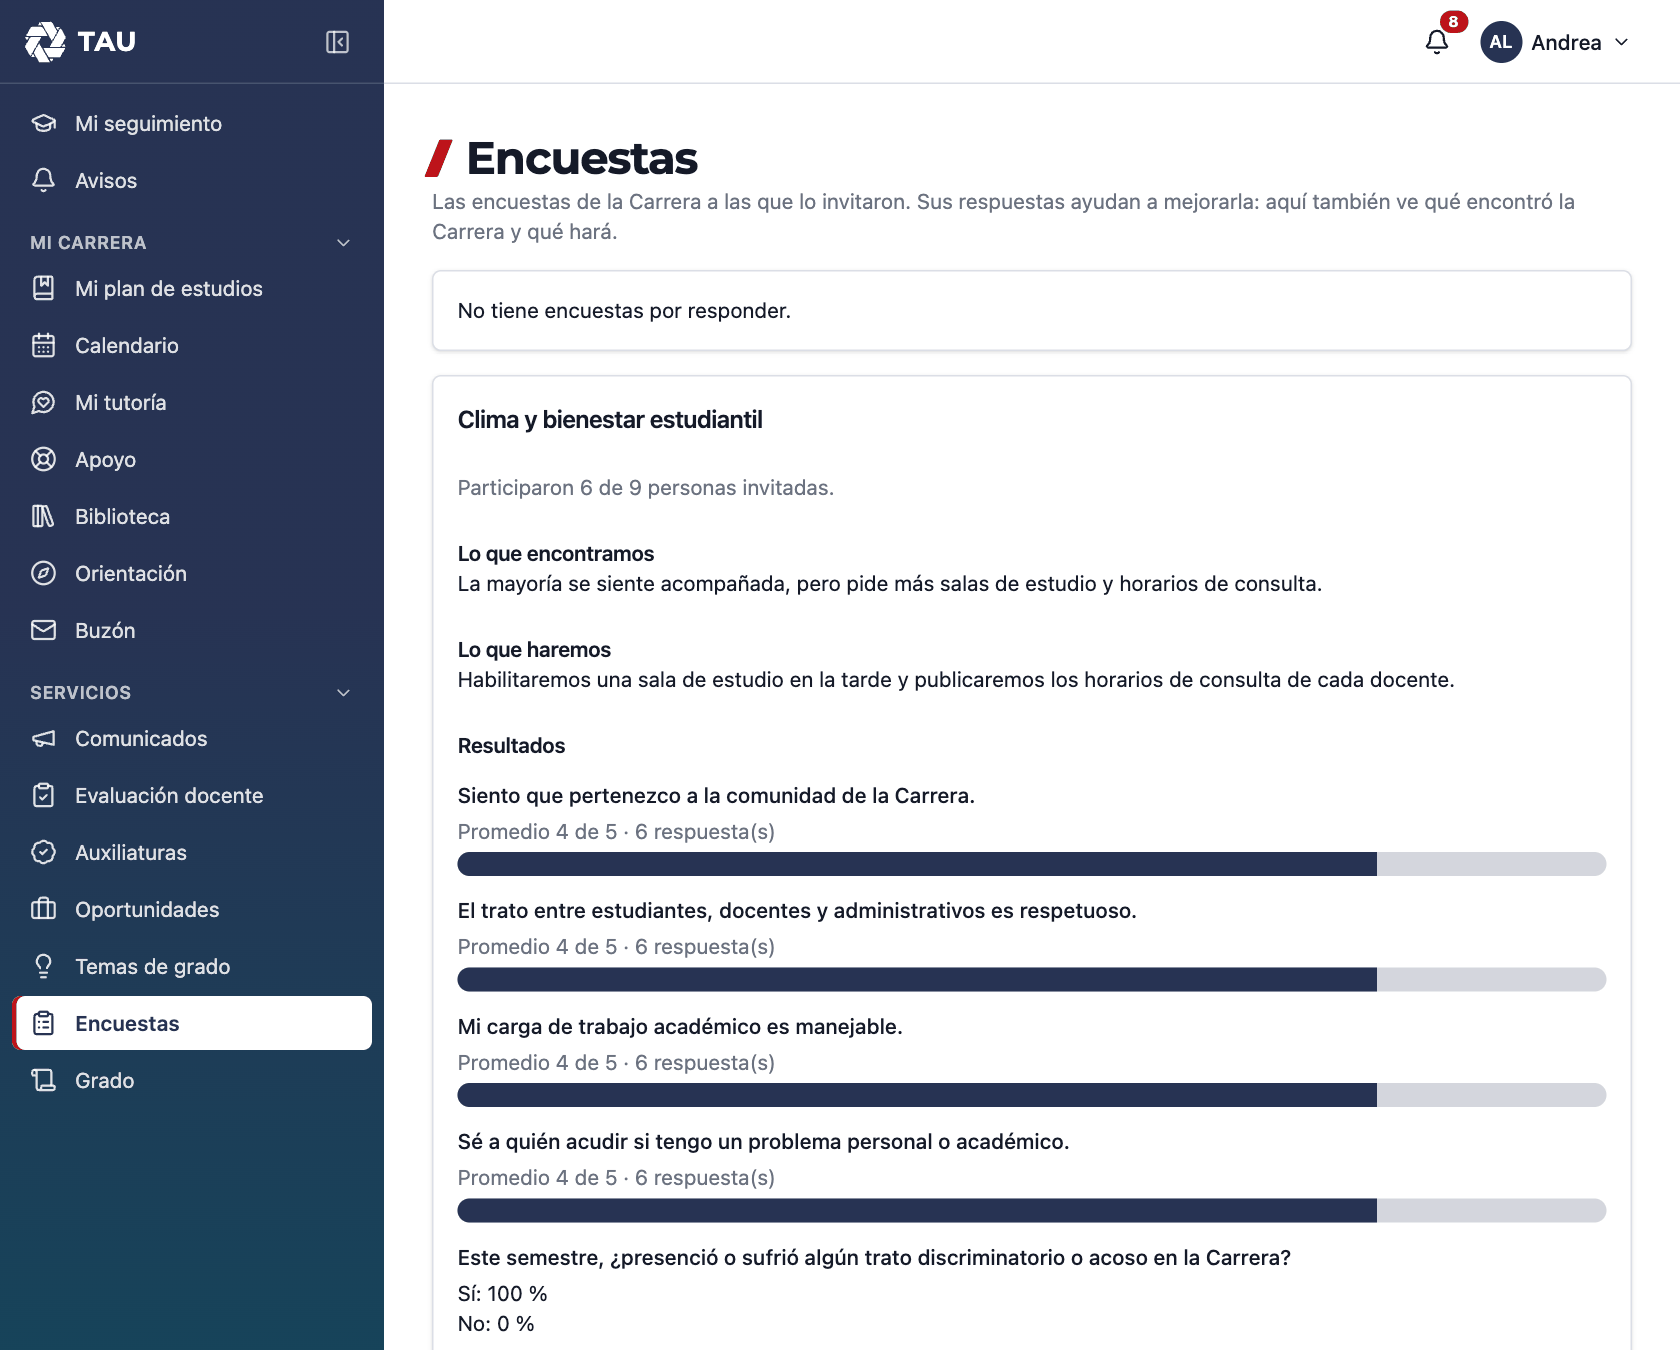 TAU
8
AL
Andrea
Mi seguimiento
Avisos
MI CARRERA
Mi plan de estudios
Calendario
Mi tutoría
Apoyo
Biblioteca
Orientación
Buzón
SERVICIOS
Comunicados
Evaluación docente
Auxiliaturas
Oportunidades
Temas de grado
Encuestas
Grado
Encuestas
Las encuestas de la Carrera a las que lo invitaron. Sus respuestas ayudan a mejorarla: aquí también ve qué encontró la
Carrera y qué hará.
No tiene encuestas por responder.
Clima y bienestar estudiantil
Participaron 6 de 9 personas invitadas.
Lo que encontramos
La mayoría se siente acompañada, pero pide más salas de estudio y horarios de consulta.
Lo que haremos
Habilitaremos una sala de estudio en la tarde y publicaremos los horarios de consulta de cada docente.
Resultados
Siento que pertenezco a la comunidad de la Carrera.
Promedio 4 de 5 · 6 respuesta(s)
El trato entre estudiantes, docentes y administrativos es respetuoso.
Promedio 4 de 5 · 6 respuesta(s)
Mi carga de trabajo académico es manejable.
Promedio 4 de 5 · 6 respuesta(s)
Sé a quién acudir si tengo un problema personal o académico.
Promedio 4 de 5 · 6 respuesta(s)
Este semestre, ¿presenció o sufrió algún trato discriminatorio o acoso en la Carrera?
Sí: 100 %
No: 0 %